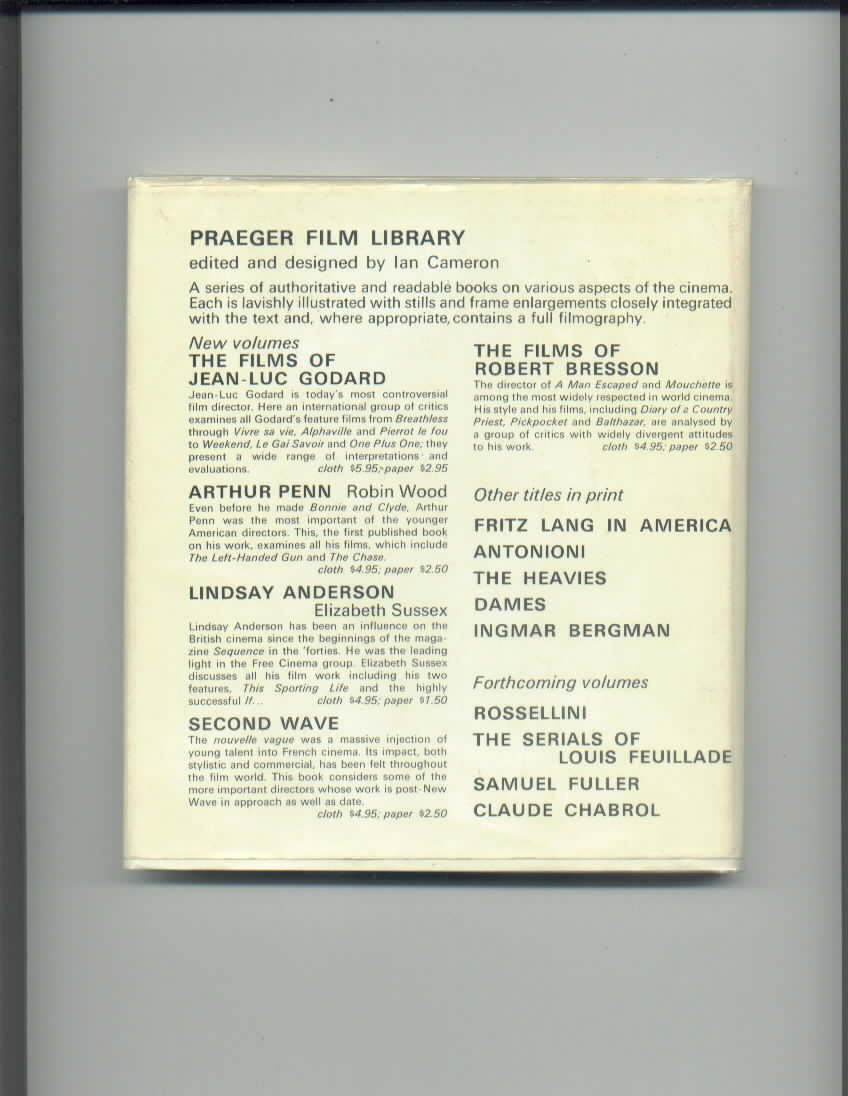 PRAEGER FILM LIBRARY
edited and designed by Ian Cameron
A series of authoritative and readable books on various aspects of the cinema.
Each is lavishly illustrated with stills and frame enlargements closely integrated
with the text and, where appropriate, contains a full filmography.
New volumes
THE FILMS OF
JEAN-LUC GODARD
Jean-Luc Godard is today's most controversial
film director. Here an international group of critics
examines all Godard's feature films from Breathless
through Vivre sa vie, Alphaville and Pierrot le fou
to Weekend, Le Gai Savoir and One Plus One; they
present a wide range of interpretations and
evaluations. cloth $5.95; paper $2.95
ARTHUR PENN Robin Wood
Even before he made Bonnie and Clyde, Arthur
Penn was the most important of the younger
American directors. This, the first published book
on his work, examines all his films, which include
The Left-Handed Gun and The Chase.
cloth $4.95; paper $2.50
LINDSAY ANDERSON
Elizabeth Sussex
Lindsay Anderson has been an influence on the
British cinema since the beginnings of the maga-
zine Sequence in the 'forties. He was the leading
light in the Free Cinema group. Elizabeth Sussex
discusses all his film work including his two
features, This Sporting Life and the highly
successful If... cloth $4.95; paper $1.50
SECOND WAVE
The nouvelle vague was a massive injection of
young talent into French cinema. Its impact, both
stylistic and commercial, has been felt throughout
the film world. This book considers some of the
more important directors whose work is post-New
Wave in approach as well as date.
cloth $4.95; paper $2.50
THE FILMS OF
ROBERT BRESSON
The director of A Man Escaped and Mouchette is
among the most widely respected in world cinema.
His style and his films, including Diary of a Country
Priest, Pickpocket and Balthazar, are analysed by
a group of critics with widely divergent attitudes
to his work. cloth $4.95; paper $2.50
Other titles in print
FRITZ LANG IN AMERICA
ANTONIONI
THE HEAVIES
DAMES
INGMAR BERGMAN
Forthcoming volumes
ROSSELLINI
THE SERIALS OF
LOUIS FEUILLADE
SAMUEL FULLER
CLAUDE CHABROL